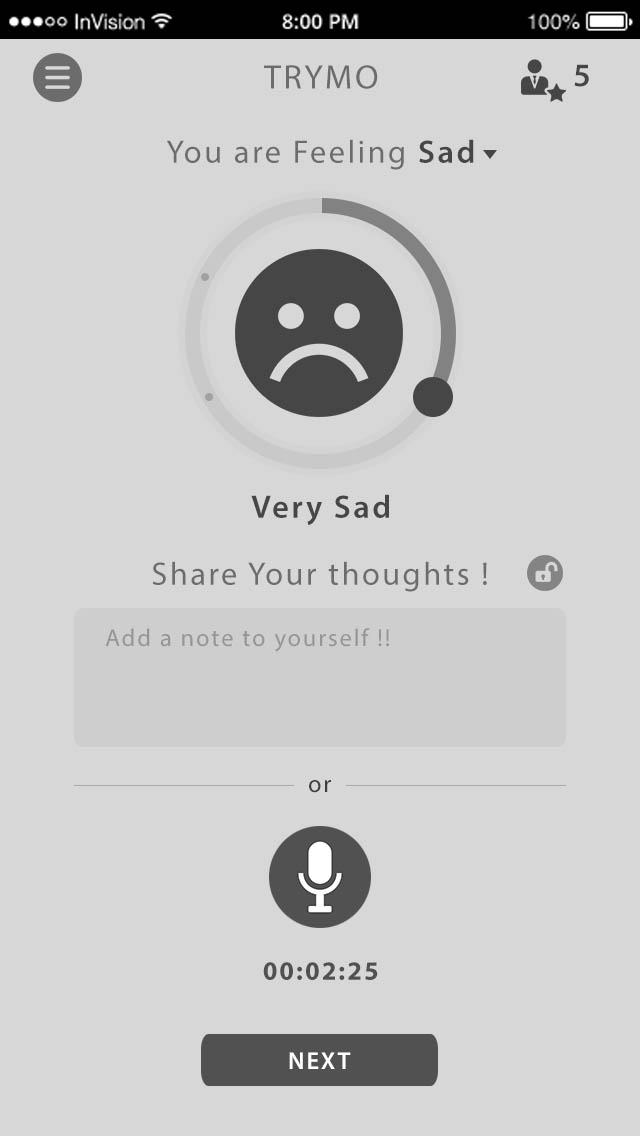 InVision 8:00 PM 100%
TRYMO 5
You are Feeling Sad
Very Sad
Share Your thoughts !
Add a note to yourself !!
or
00:02:25
NEXT